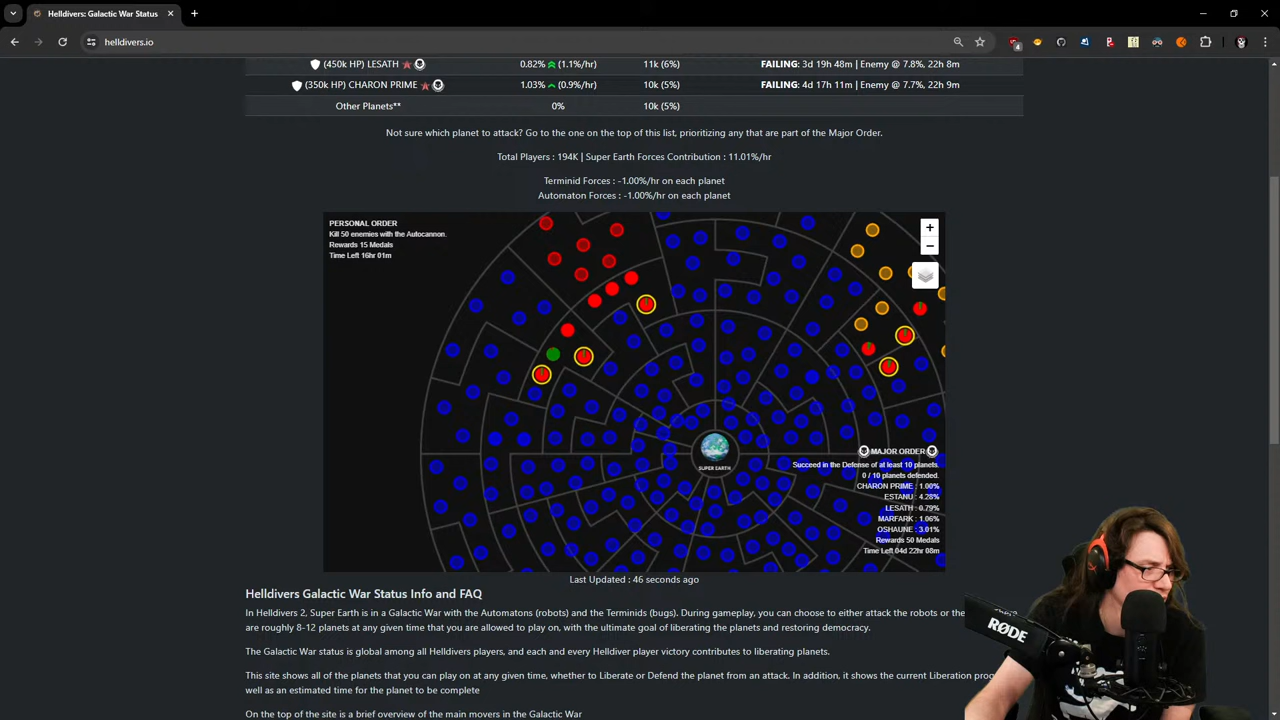 Helldivers: Galactic War Status
helldivers.io
4
(450k HP) LESATH 0.82% (1.1%/hr) 11k (6%) FAILING: 3d 19h 48m | Enemy @ 7.8%, 22h 8m
(350k HP) CHARON PRIME 1.03% (0.9%/hr) 10k (5%) FAILING: 4d 17h 11m | Enemy @ 7.7%, 22h 9m
Other Planets** 0% 10k (5%)
Not sure which planet to attack? Go to the one on the top of this list, prioritizing any that are part of the Major Order.
Total Players : 194K | Super Earth Forces Contribution : 11.01%/hr
Terminid Forces : -1.00%/hr on each planet
Automaton Forces : -1.00%/hr on each planet
PERSONAL ORDER
Kill 50 enemies with the Autocannon.
Rewards 15 Medals
Time Left 16hr 01m
+
−
SUPER EARTH
MAJOR ORDER
Succeed in the Defense of at least 10 planets.
0 / 10 planets defended.
CHARON PRIME : 1.00%
ESTANU : 4.28%
LESATH : 0.79%
MARFARK : 1.06%
OSHAUNE : 3.01%
Rewards 50 Medals
Time Left 04d 22hr 08m
Last Updated : 46 seconds ago
Helldivers Galactic War Status Info and FAQ
In Helldivers 2, Super Earth is in a Galactic War with the Automatons (robots) and the Terminids (bugs). During gameplay, you can choose to either attack the robots or the There
are roughly 8-12 planets at any given time that you are allowed to play on, with the ultimate goal of liberating the planets and restoring democracy.
The Galactic War status is global among all Helldivers players, and each and every Helldiver player victory contributes to liberating planets.
This site shows all of the planets that you can play on at any given time, whether to Liberate or Defend the planet from an attack. In addition, it shows the current Liberation
well as an estimated time for the planet to be complete
On the top of the site is a brief overview of the main movers in the Galactic War
RØDE